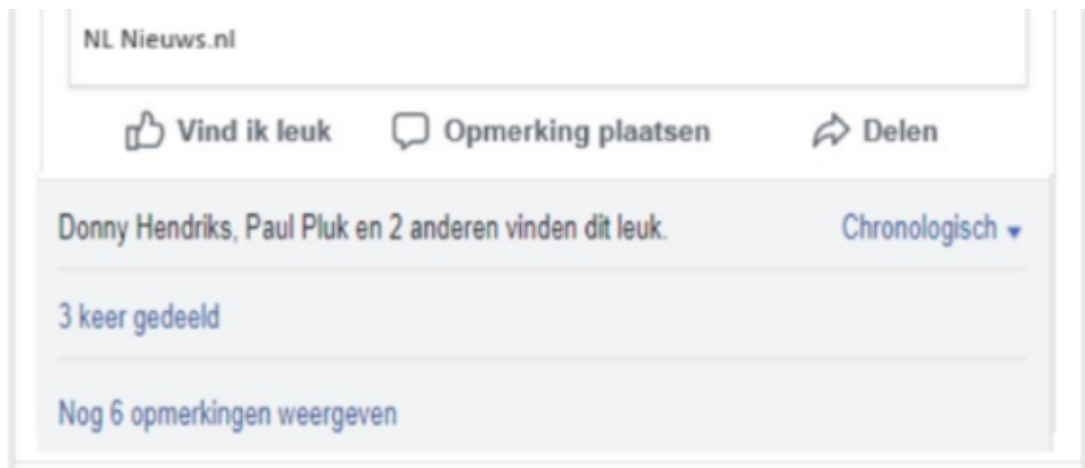 NL Nieuws.nl
Vind ik leuk Opmerking plaatsen Delen
Donny Hendriks, Paul Pluk en 2 anderen vinden dit leuk. Chronologisch
3 keer gedeeld
Nog 6 opmerkingen weergeven